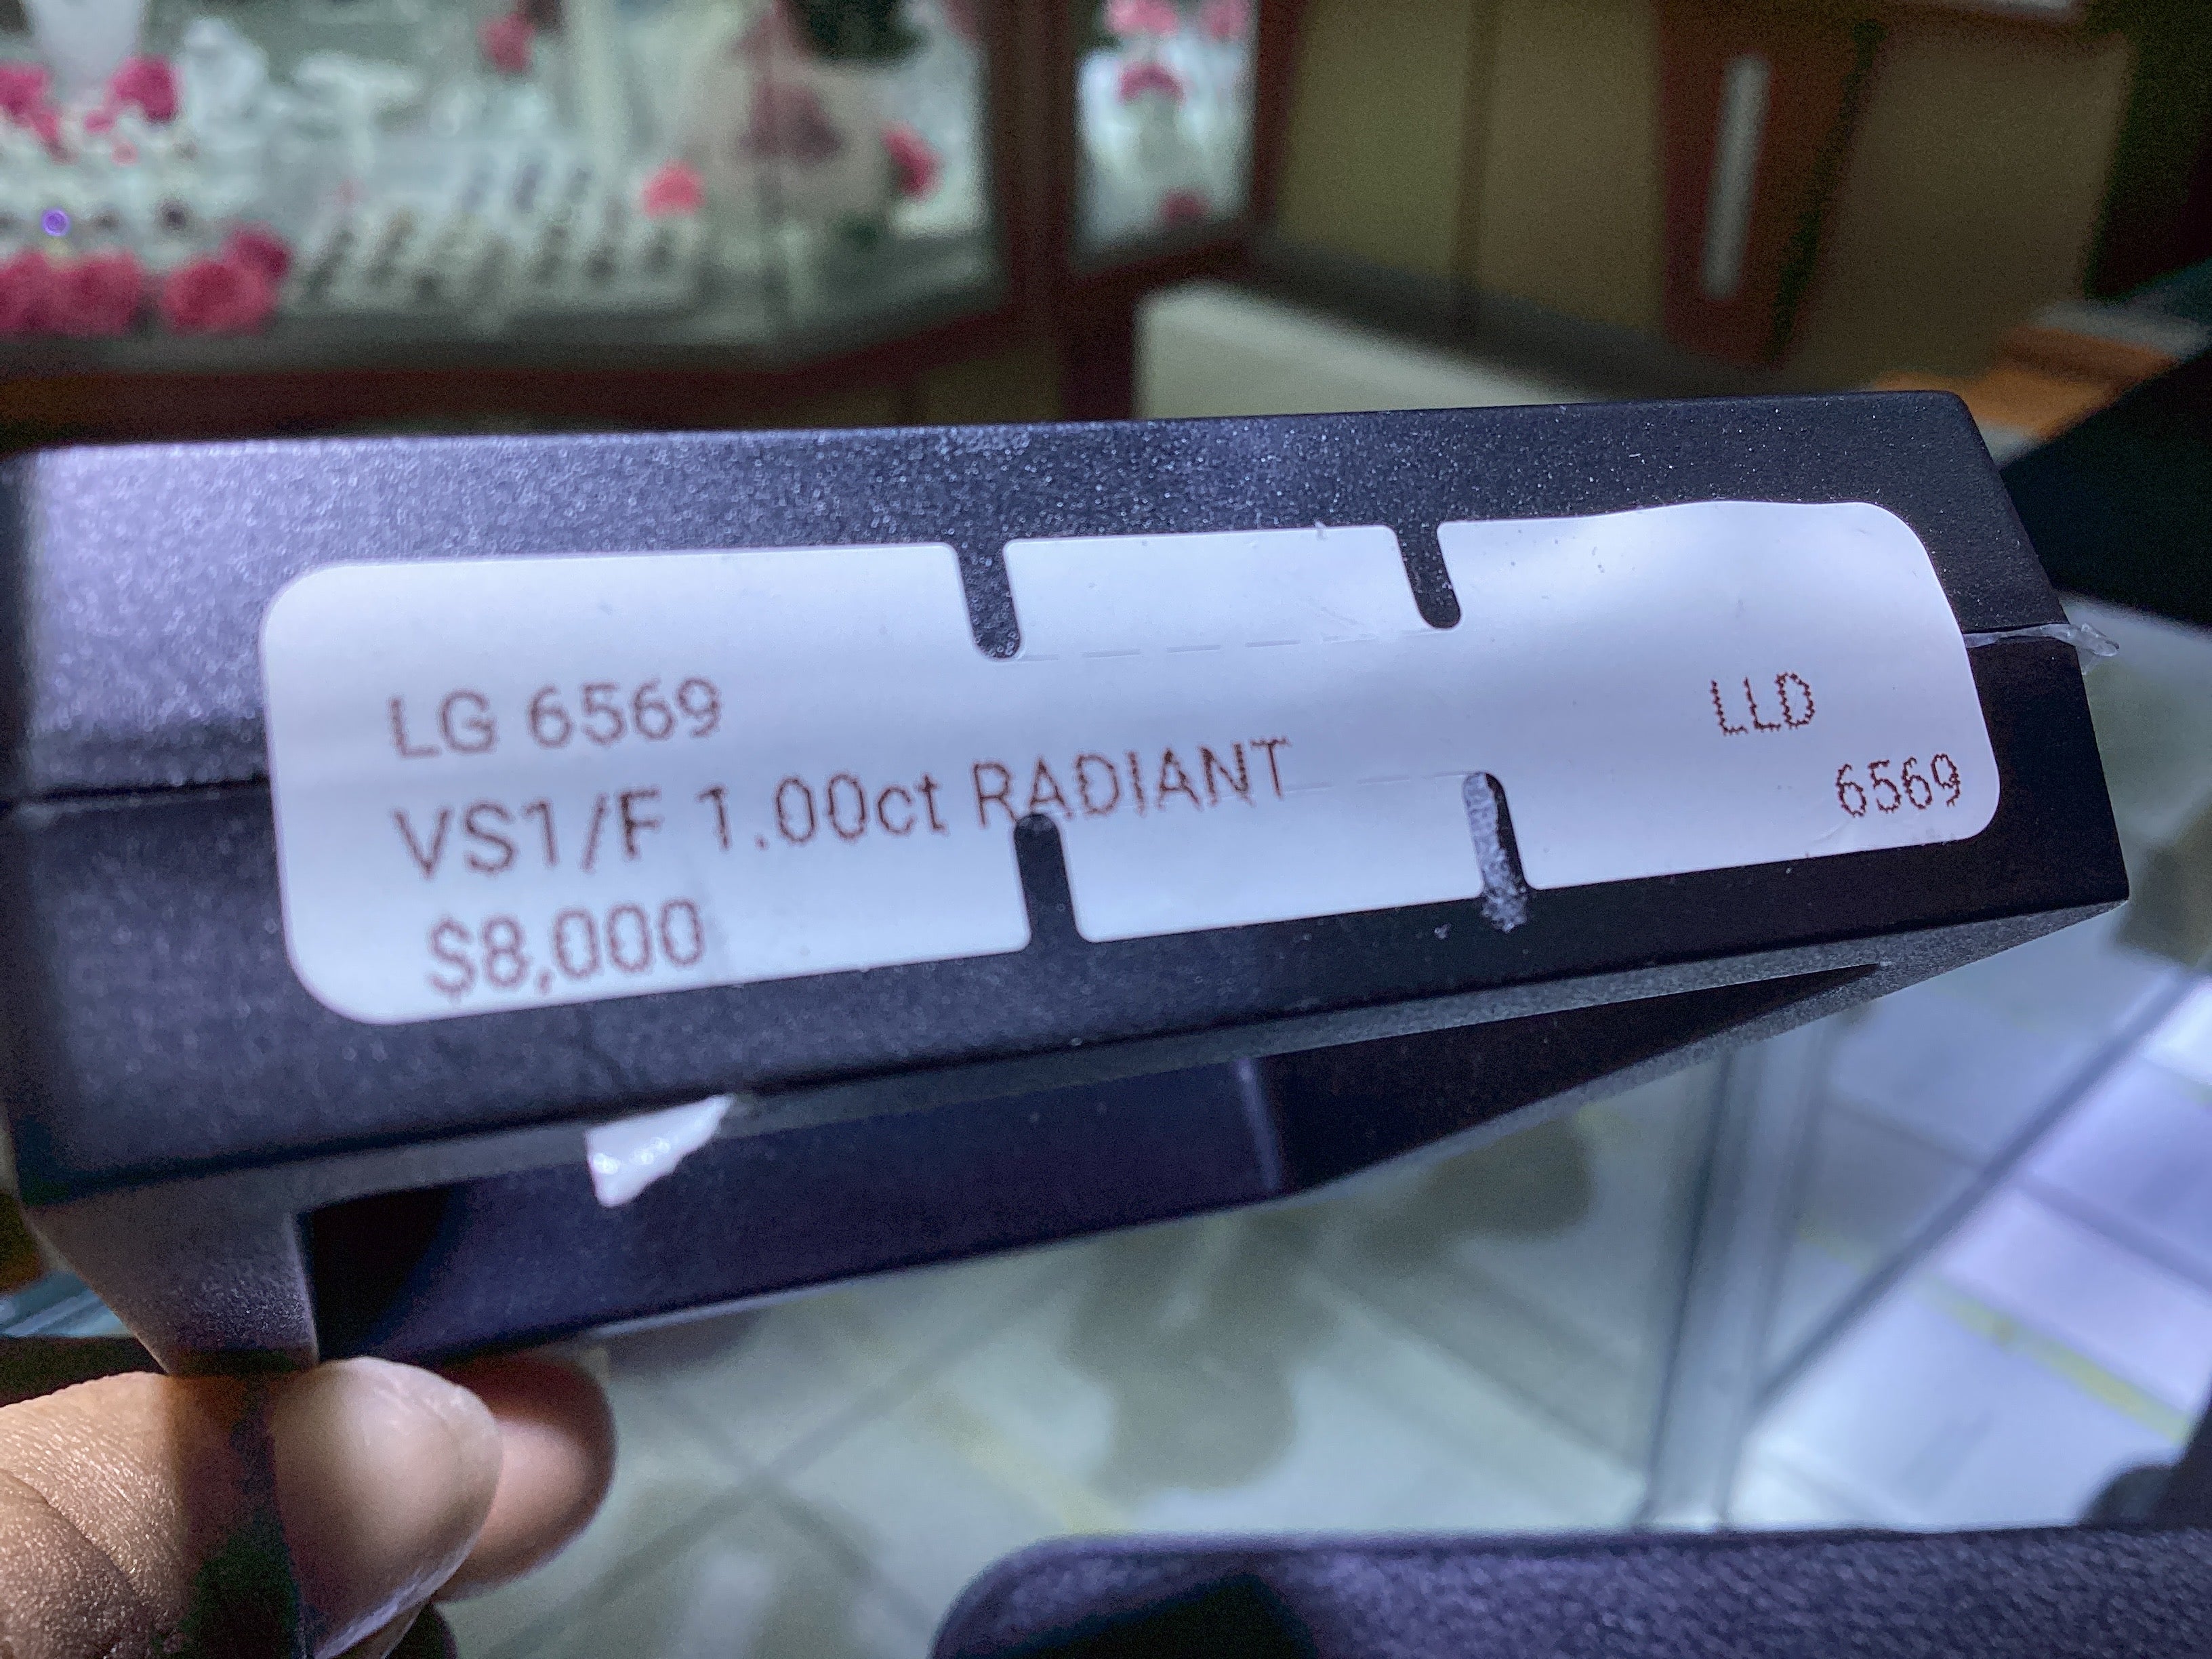 LG 6569
VS1/F 1.00ct RADIANT
$8,000
LLD
6569